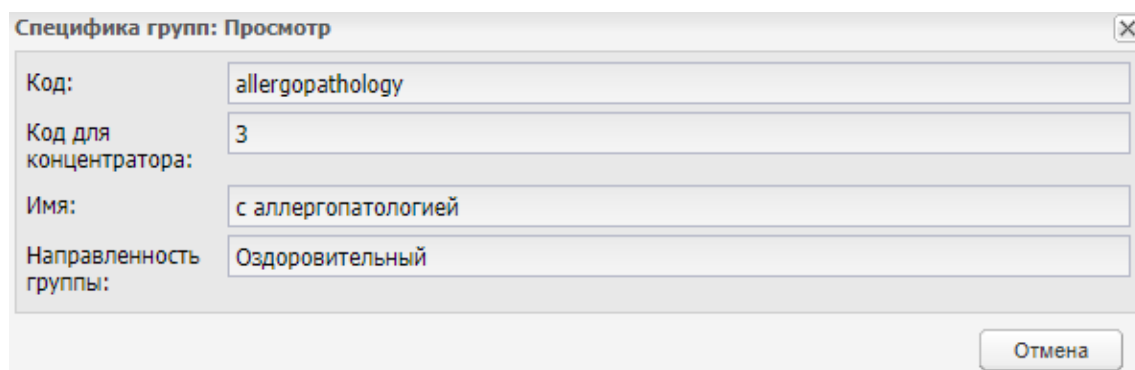 Специфика групп: Просмотр
Код:
allergopathology
Код для
концентратора:
3
Имя:
с аллергопатологией
Направленность
группы:
Оздоровительный
Отмена